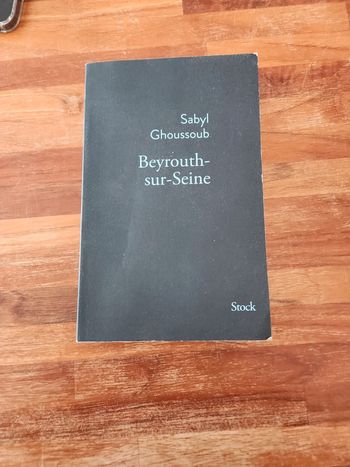 Sabyl
Ghoussoub
Beyrouth-
sur-Seine
Stock